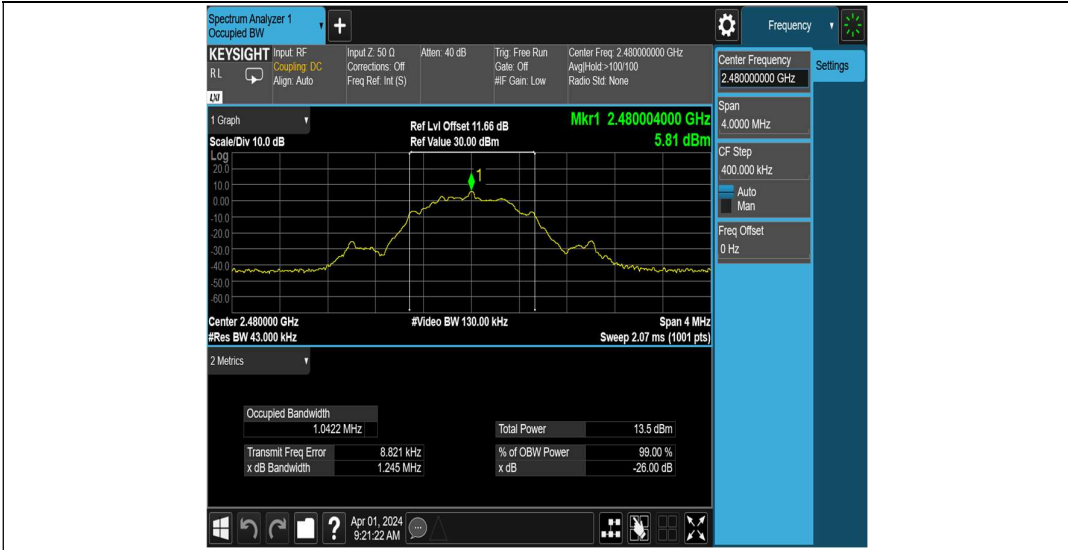 Spectrum Analyzer 1
Occupied BW
+
Frequency
KEYSIGHT
RL
LXI
Input: RF
Coupling: DC
Align: Auto
Input Z: 50 Ω
Corrections: Off
Freq Ref: Int (S)
Atten: 40 dB
Trig: Free Run
Gate: Off
#IF Gain: Low
Center Freq: 2.480000000 GHz
Avg|Hold:>100/100
Radio Std: None
Center Frequency
2.480000000 GHz
Settings
Span
4.0000 MHz
CF Step
400.000 kHz
Auto
Man
Freq Offset
0 Hz
1 Graph
Ref Lvl Offset 11.66 dB
Mkr1 2.480004000 GHz
Scale/Div 10.0 dB
Ref Value 30.00 dBm
5.81 dBm
Log
20.0
10.0
0.00
-10.0
-20.0
-30.0
-40.0
-50.0
-60.0
1
Center 2.480000 GHz
#Video BW 130.00 kHz
Span 4 MHz
#Res BW 43.000 kHz
Sweep 2.07 ms (1001 pts)
2 Metrics
Occupied Bandwidth
1.0422 MHz
Total Power 13.5 dBm
Transmit Freq Error 8.821 kHz
% of OBW Power 99.00 %
x dB Bandwidth 1.245 MHz
x dB -26.00 dB
?
Apr 01, 2024
9:21:22 AM